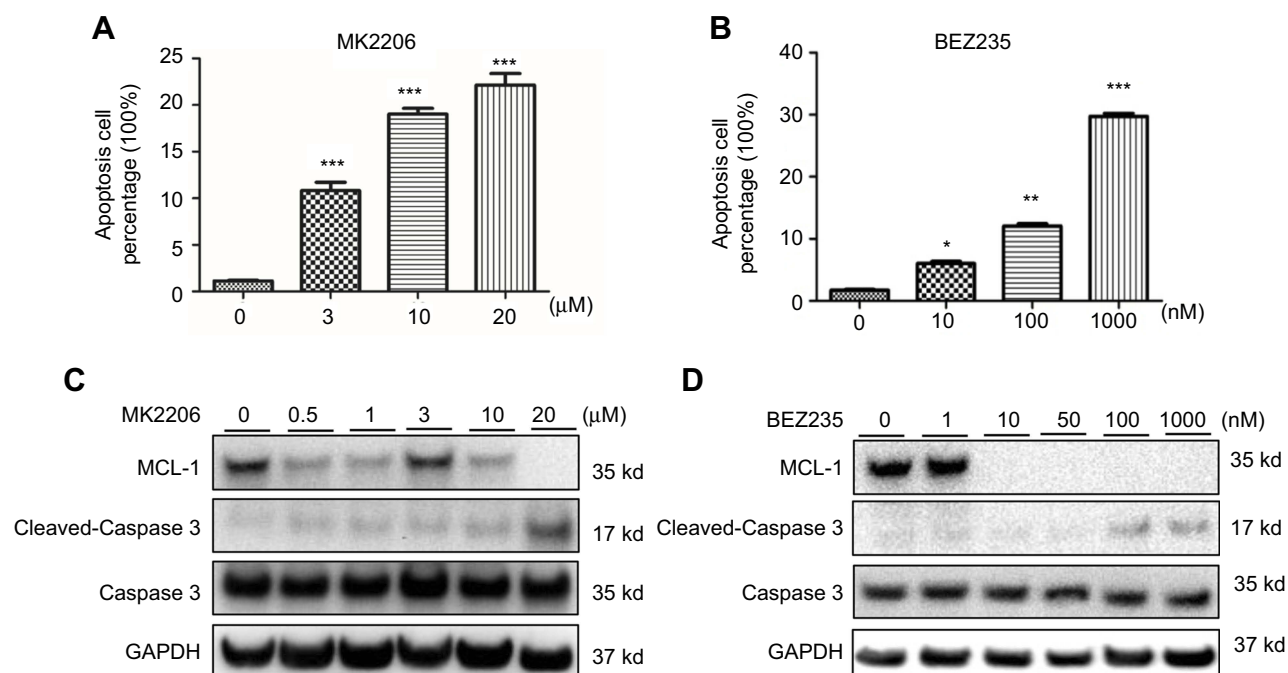 A
MK2206
Apoptosis cell
percentage (100%)
25
20
15
10
5
0
***
***
***
0 3 10 20 (μM)
B
BEZ235
Apoptosis cell
percentage (100%)
40
30
20
10
0
*
**
***
0 10 100 1000 (nM)
C
MK2206 0 0.5 1 3 10 20 (μM)
MCL-1 35 kd
Cleaved-Caspase 3 17 kd
Caspase 3 35 kd
GAPDH 37 kd
D
BEZ235 0 1 10 50 100 1000 (nM)
MCL-1 35 kd
Cleaved-Caspase 3 17 kd
Caspase 3 35 kd
GAPDH 37 kd